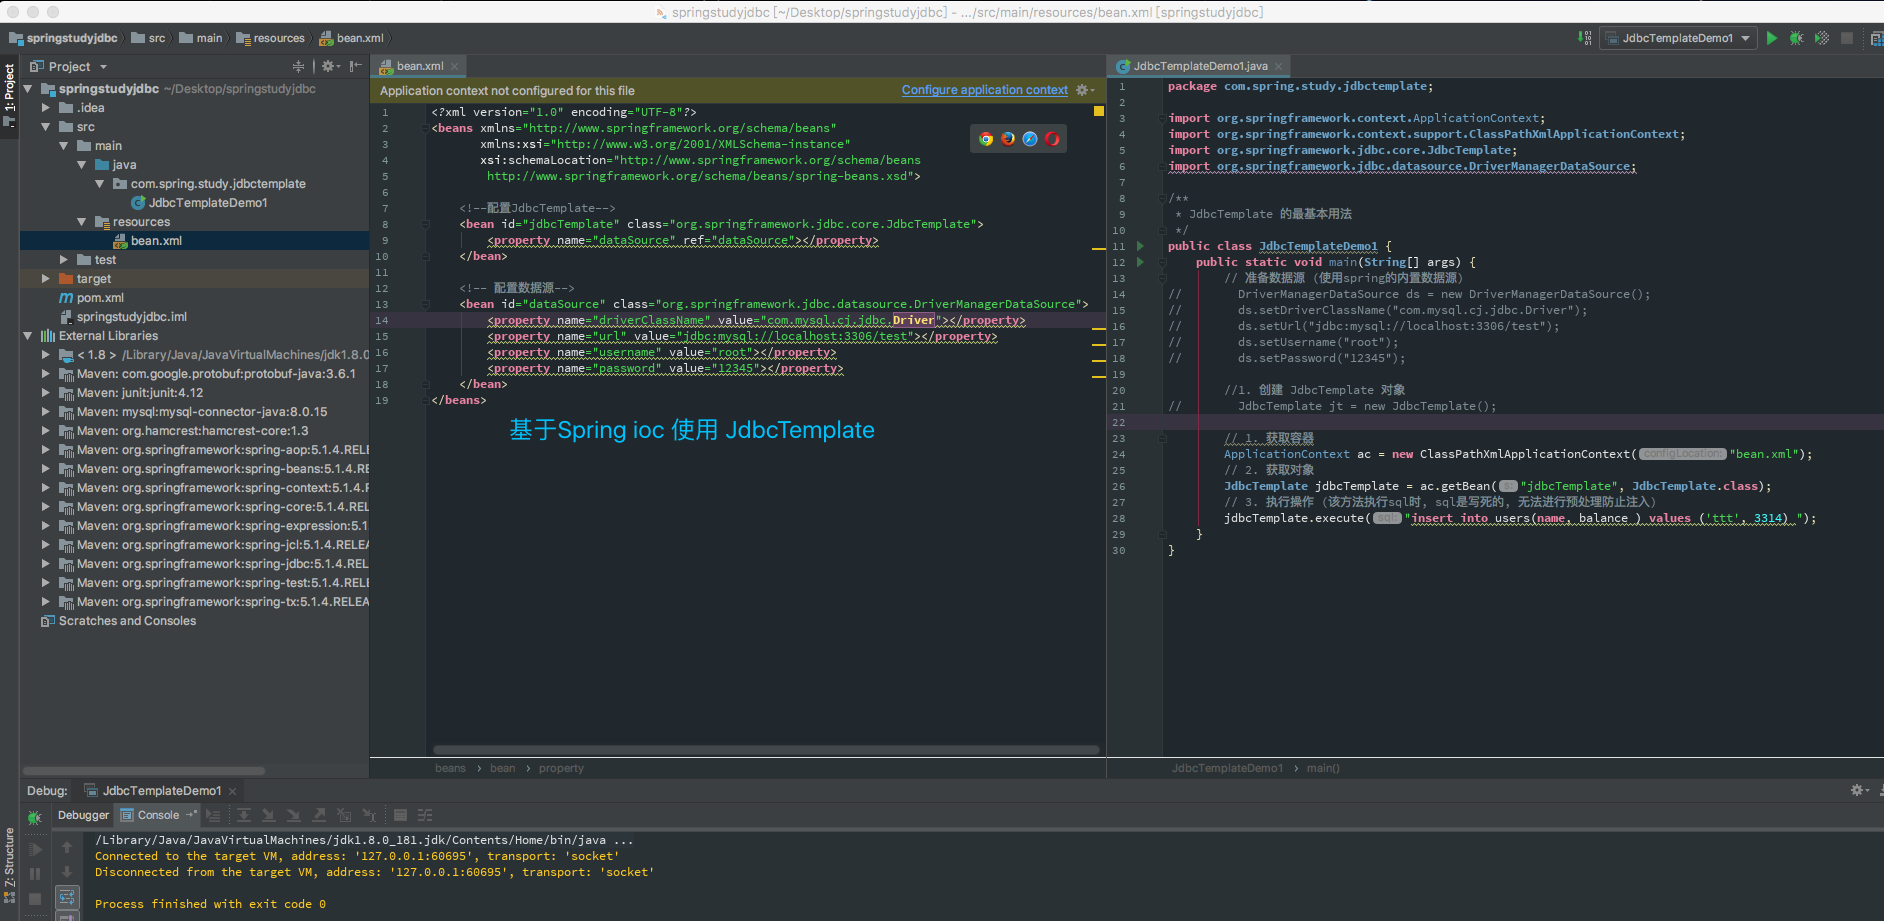 springstudyjdbc [~/Desktop/springstudyjdbc] - .../src/main/resources/bean.xml [springstudyjdbc]
springstudyjdbc src main resources bean.xml
JdbcTemplateDemo1
1: Project
Project
springstudyjdbc ~/Desktop/springstudyjdbc
.idea
src
main
java
com.spring.study.jdbctemplate
JdbcTemplateDemo1
resources
bean.xml
test
target
pom.xml
springstudyjdbc.iml
External Libraries
< 1.8 > /Library/Java/JavaVirtualMachines/jdk1.8.0
Maven: com.google.protobuf:protobuf-java:3.6.1
Maven: junit:junit:4.12
Maven: mysql:mysql-connector-java:8.0.15
Maven: org.hamcrest:hamcrest-core:1.3
Maven: org.springframework:spring-aop:5.1.4.REL
Maven: org.springframework:spring-beans:5.1.4.RE
Maven: org.springframework:spring-context:5.1.4.F
Maven: org.springframework:spring-core:5.1.4.REL
Maven: org.springframework:spring-expression:5.1
Maven: org.springframework:spring-jcl:5.1.4.RELEA
Maven: org.springframework:spring-jdbc:5.1.4.RELE
Maven: org.springframework:spring-test:5.1.4.RELE
Maven: org.springframework:spring-tx:5.1.4.RELEA
Scratches and Consoles
bean.xml
Application context not configured for this file Configure application context
1 <?xml version="1.0" encoding="UTF-8"?>
2 <beans xmlns="http://www.springframework.org/schema/beans"
3 xmlns:xsi="http://www.w3.org/2001/XMLSchema-instance"
4 xsi:schemaLocation="http://www.springframework.org/schema/beans
5 http://www.springframework.org/schema/beans/spring-beans.xsd">
6
7 <!--配置JdbcTemplate-->
8 <bean id="jdbcTemplate" class="org.springframework.jdbc.core.JdbcTemplate">
9 <property name="dataSource" ref="dataSource"></property>
10 </bean>
11
12 <!-- 配置数据源-->
13 <bean id="dataSource" class="org.springframework.jdbc.datasource.DriverManagerDataSource">
14 <property name="driverClassName" value="com.mysql.cj.jdbc.Driver"></property>
15 <property name="url" value="jdbc:mysql://localhost:3306/test"></property>
16 <property name="username" value="root"></property>
17 <property name="password" value="12345"></property>
18 </bean>
19 </beans>
基于Spring ioc 使用 JdbcTemplate
beans › bean › property
JdbcTemplateDemo1.java
1 package com.spring.study.jdbctemplate;
2
3 import org.springframework.context.ApplicationContext;
4 import org.springframework.context.support.ClassPathXmlApplicationContext;
5 import org.springframework.jdbc.core.JdbcTemplate;
6 import org.springframework.jdbc.datasource.DriverManagerDataSource;
7
8 /**
9 * JdbcTemplate 的最基本用法
10 */
11 public class JdbcTemplateDemo1 {
12 public static void main(String[] args) {
13 // 准备数据源 (使用spring的内置数据源)
14 // DriverManagerDataSource ds = new DriverManagerDataSource();
15 // ds.setDriverClassName("com.mysql.cj.jdbc.Driver");
16 // ds.setUrl("jdbc:mysql://localhost:3306/test");
17 // ds.setUsername("root");
18 // ds.setPassword("12345");
19
20 //1. 创建 JdbcTemplate 对象
21 // JdbcTemplate jt = new JdbcTemplate();
22
23 // 1. 获取容器
24 ApplicationContext ac = new ClassPathXmlApplicationContext( configLocation: "bean.xml");
25 // 2. 获取对象
26 JdbcTemplate jdbcTemplate = ac.getBean( s: "jdbcTemplate", JdbcTemplate.class);
27 // 3. 执行操作 (该方法执行sql时, sql是写死的, 无法进行预处理防止注入)
28 jdbcTemplate.execute( sql: "insert into users(name, balance ) values ('ttt', 3314) ");
29 }
30 }
JdbcTemplateDemo1 › main()
Debug: JdbcTemplateDemo1
Debugger Console
Z: Structure
/Library/Java/JavaVirtualMachines/jdk1.8.0_181.jdk/Contents/Home/bin/java ...
Connected to the target VM, address: '127.0.0.1:60695', transport: 'socket'
Disconnected from the target VM, address: '127.0.0.1:60695', transport: 'socket'
Process finished with exit code 0